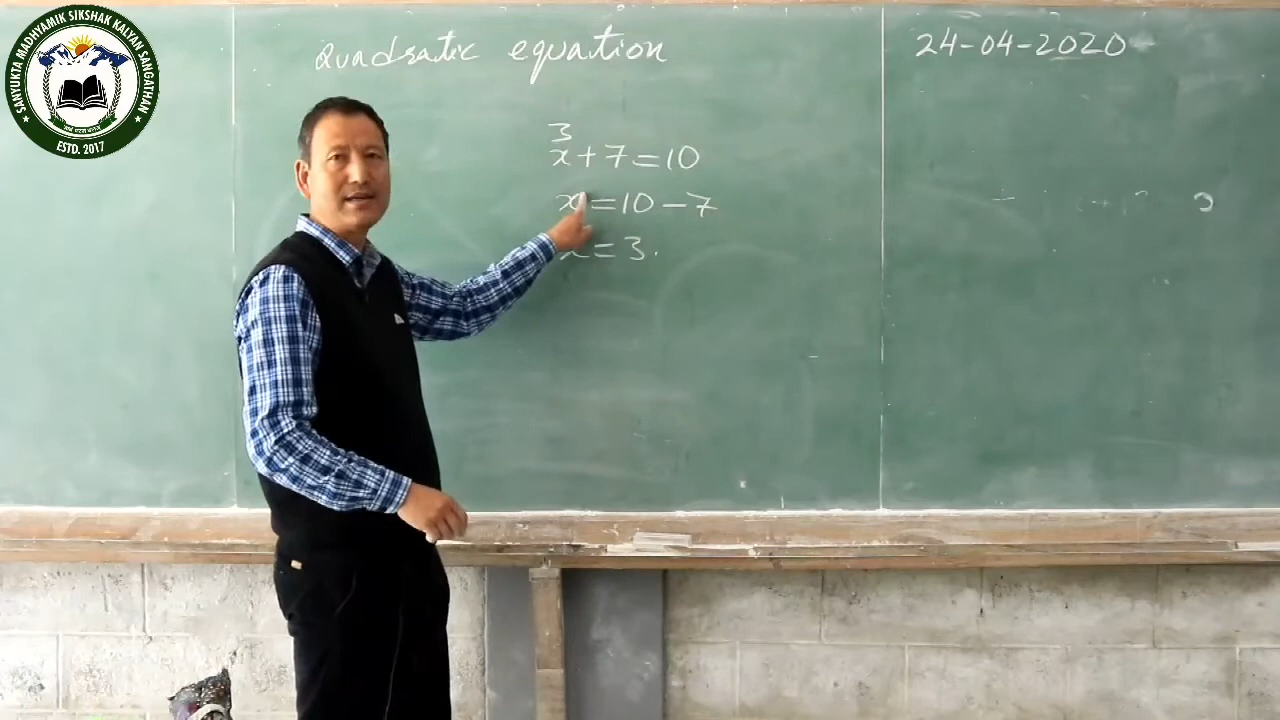 SANYUKTA MADHYAMIK SIKSHAK KALYAN SANGATHAN
ESTD. 2017
Quadratic equation
24-04-2020
3
x+7=10
x=10-7
x=3.